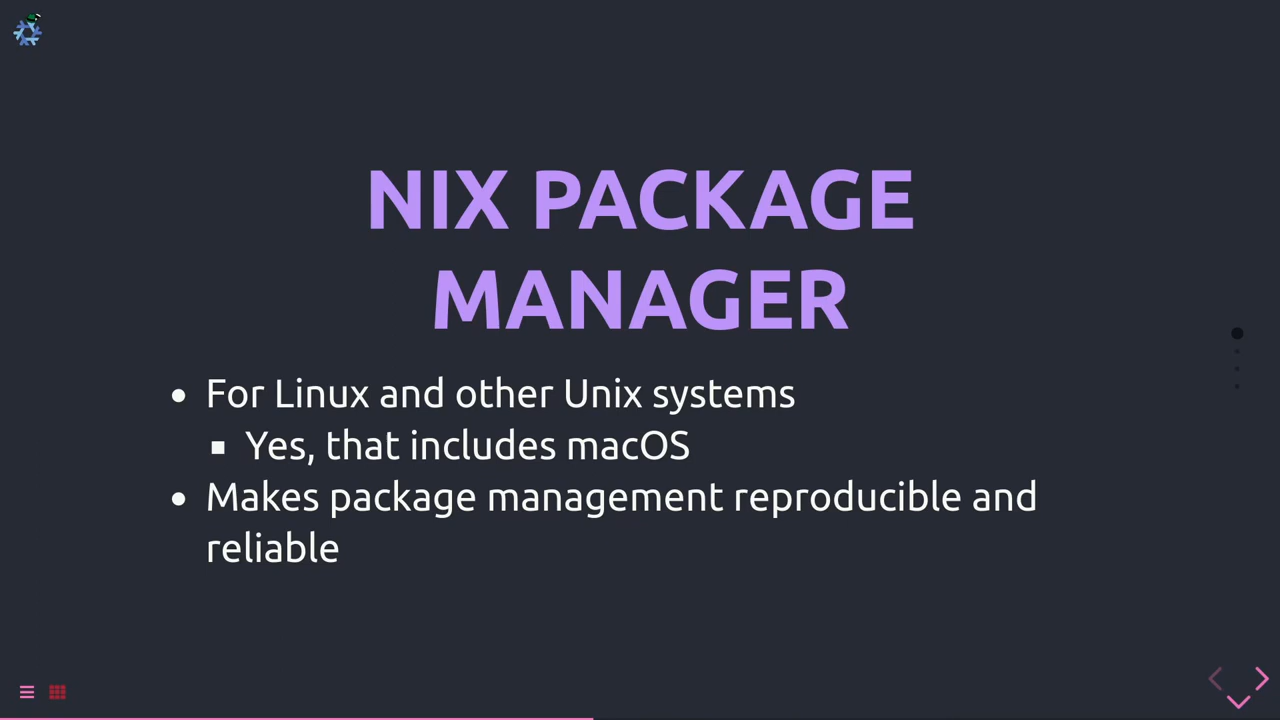 NIX PACKAGE
MANAGER
For Linux and other Unix systems
Yes, that includes macOS
Makes package management reproducible and
reliable